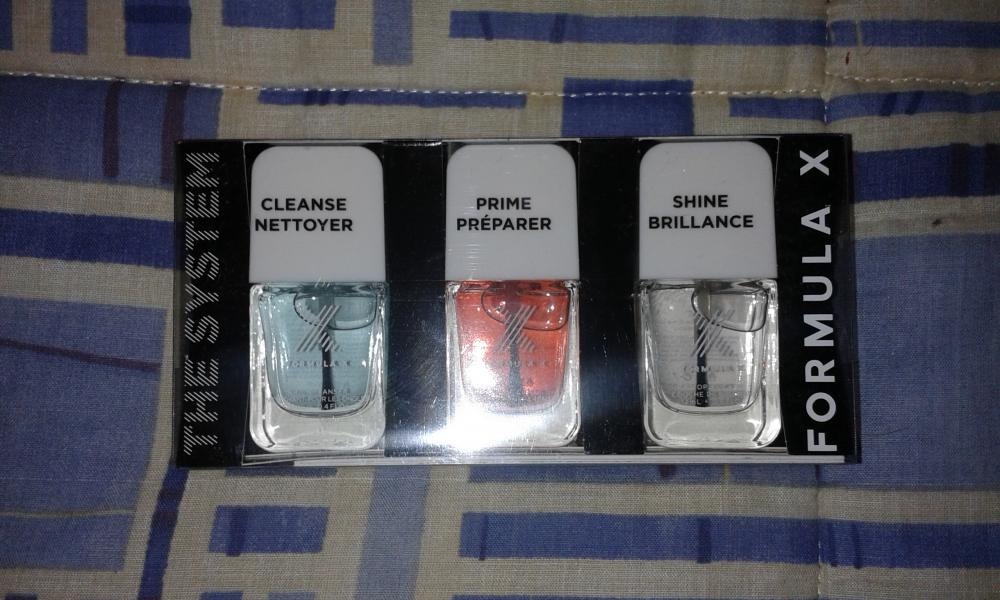 THE SYSTEM
CLEANSE
NETTOYER
PRIME
PRÉPARER
SHINE
BRILLANCE
FORMULA X